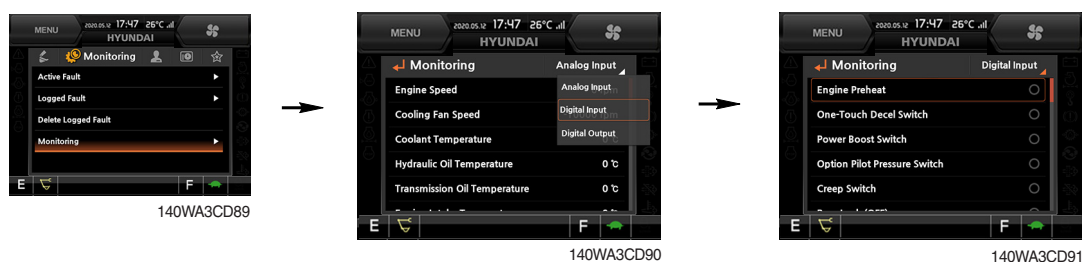 MENU
2020.05.12 17:47 26°C .ıll
HYUNDAI
Monitoring
Active Fault
Logged Fault
Delete Logged Fault
Monitoring
E F
140WA3CD89
MENU
2020.05.12 17:47 26°C .ıll
HYUNDAI
Monitoring Analog Input
Engine Speed
Analog Input
Cooling Fan Speed
Digital Input
Coolant Temperature
Digital Output
Hydraulic Oil Temperature 0 ℃
Transmission Oil Temperature 0 ℃
E F
140WA3CD90
MENU
2020.05.12 17:47 26°C .ıll
HYUNDAI
Monitoring Digital Input
Engine Preheat
One-Touch Decel Switch
Power Boost Switch
Option Pilot Pressure Switch
Creep Switch
E F
140WA3CD91